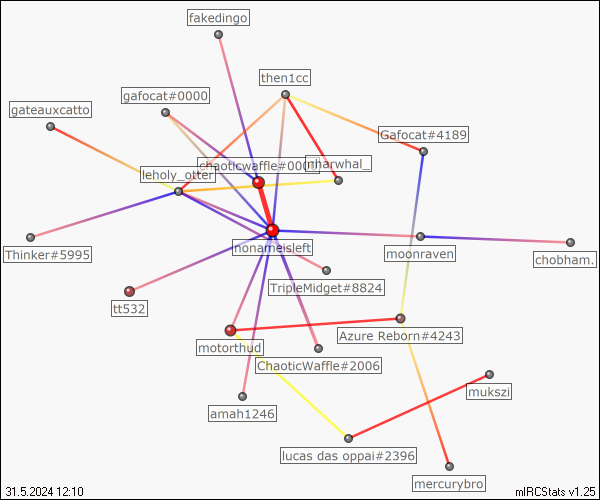 fakedingo
then1cc
gafocat#0000
gateauxcatto
Gafocat#4189
chaoticwaffle#000
nharwhal_
leholy_otter
nonameisleft
Thinker#5995
moonraven
chobham.
TripleMidget#8824
tt532
Azure Reborn#4243
motorthud
ChaoticWaffle#2006
mukszi
amah1246
lucas das oppai#2396
mercurybro
31.5.2024 12:10
mIRCStats v1.25